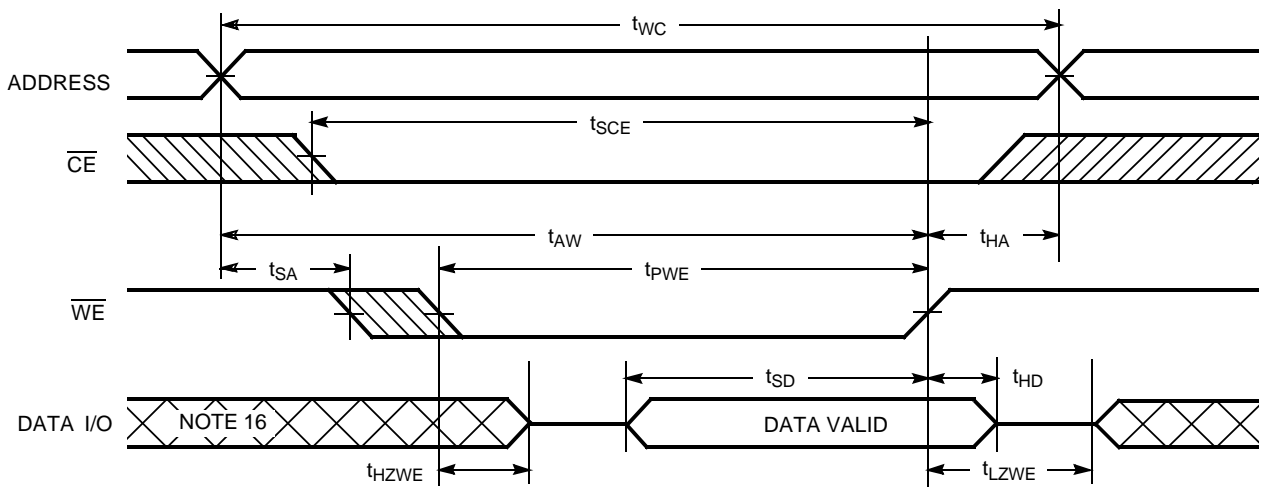 tWC
ADDRESS
tSCE
CE
tAW
tHA
tSA
tPWE
WE
tSD
tHD
DATA I/O
NOTE 16
DATA VALID
tHZWE
tLZWE